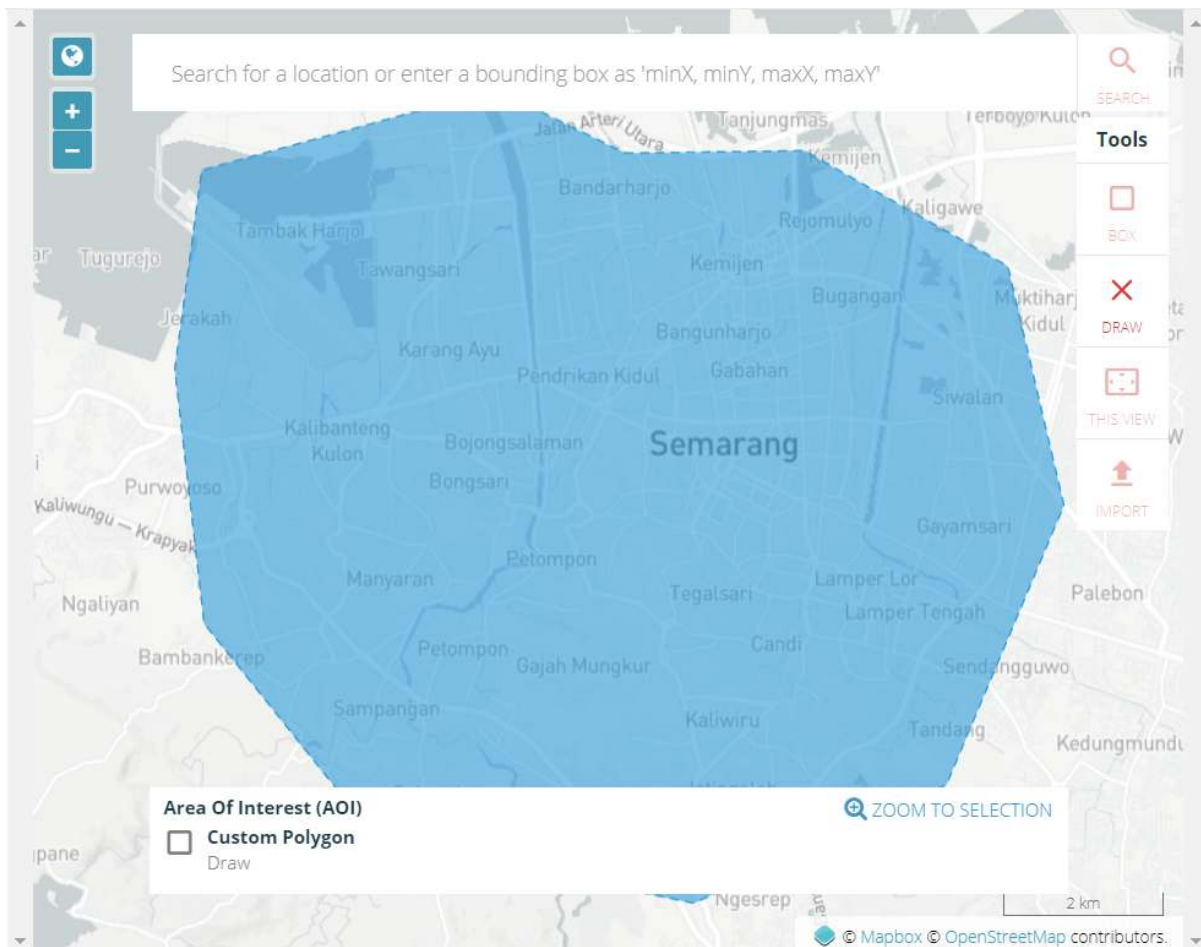 Search for a location or enter a bounding box as 'minX, minY, maxX, maxY'
SEARCH
Tools
BOX
DRAW
THIS VIEW
IMPORT
+
−
Jalan Arteri Utara
Tanjungmas
Terboyo Kulon
Kemijen
Bandarharjo
Kaligawe
Rejomulyo
Tambak Harjo
Tugurejo
Tawangsari
Kemijen
Bugangan
Muktiharj
Kidul
Jerakah
Bangunharjo
Karang Ayu
Pendrikan Kidul
Gabahan
Siwalan
Kalibanteng
Kulon
Bojongsalaman
Semarang
Bongsari
Purwoyoso
Kaliwungu — Krapyak
Gayamsari
Petompon
Manyaran
Tegalsari
Lamper Lor
Lamper Tengah
Palebon
Ngaliyan
Candi
Petompon
Gajah Mungkur
Bambankerep
Sendangguwo
Sampangan
Kaliwiru
Tandang
Kedungmundu
Area Of Interest (AOI)
ZOOM TO SELECTION
Custom Polygon
Draw
pane
Ngesrep
2 km
© Mapbox © OpenStreetMap contributors.